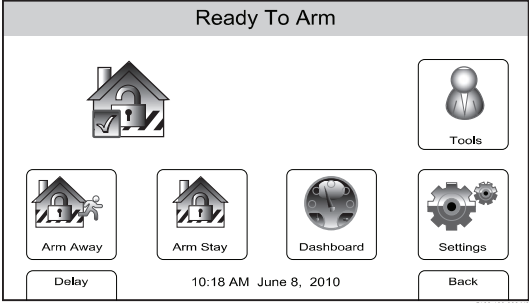 Ready To Arm
Tools
Arm Away
Arm Stay
Dashboard
Settings
Delay
10:18 AM June 8, 2010
Back